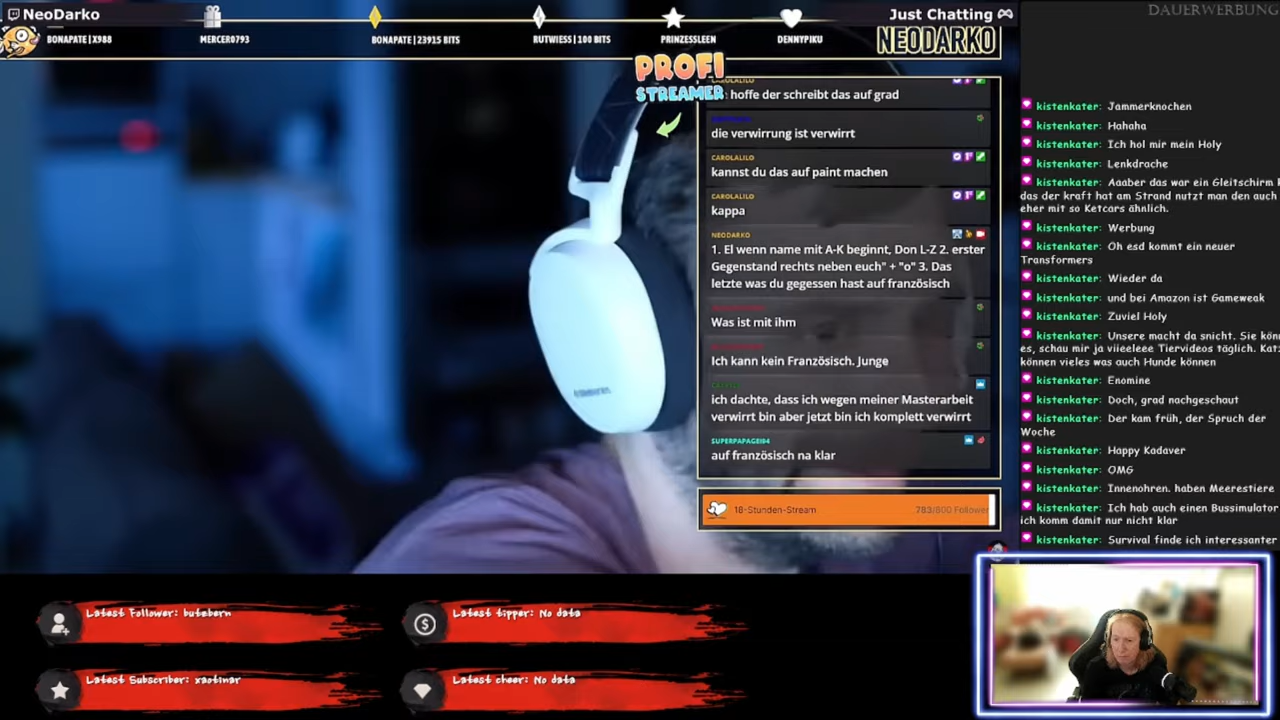 NeoDarko
Just Chatting
DAUERWERBUNG
BONAPATE | X988
MERCER0793
BONAPATE | 23915 BITS
RUTWIESS | 100 BITS
PRINZESSLEEN
DENNYPIKU
NEODARKO
PROFI
STREAMER
CAROLALILO
hoffe der schreibt das auf grad
die verwirrung ist verwirrt
CAROLALILO
kannst du das auf paint machen
CAROLALILO
kappa
NEODARKO
1. El wenn name mit A-K beginnt, Don L-Z 2. erster
Gegenstand rechts neben euch" + "o" 3. Das
letzte was du gegessen hast auf französisch
Was ist mit ihm
Ich kann kein Französisch. Junge
ich dachte, dass ich wegen meiner Masterarbeit
verwirrt bin aber jetzt bin ich komplett verwirrt
SUPERPAPAGEI94
auf französisch na klar
18-Stunden-Stream
783/800 Follower
kistenkater: Jammerknochen
kistenkater: Hahaha
kistenkater: Ich hol mir mein Holy
kistenkater: Lenkdrache
kistenkater: Aaaber das war ein Gleitschirm
das der kraft hat am Strand nutzt man den auch
eher mit so Ketcars ähnlich.
kistenkater: Werbung
kistenkater: Oh esd kommt ein neuer
Transformers
kistenkater: Wieder da
kistenkater: und bei Amazon ist Gameweak
kistenkater: Zuviel Holy
kistenkater: Unsere macht da snicht. Sie kön
es, schau mir ja viieeleee Tiervideos täglich. Kat
können vieles was auch Hunde können
kistenkater: Enomine
kistenkater: Doch, grad nachgeschaut
kistenkater: Der kam früh, der Spruch der
Woche
kistenkater: Happy Kadaver
kistenkater: OMG
kistenkater: Innenohren. haben Meerestiere
kistenkater: Ich hab auch einen Bussimulator
ich komm damit nur nicht klar
kistenkater: Survival finde ich interessanter
Latest Follower: butebern
Latest tipper: No data
Latest Subscriber: xaotinar
Latest cheer: No data